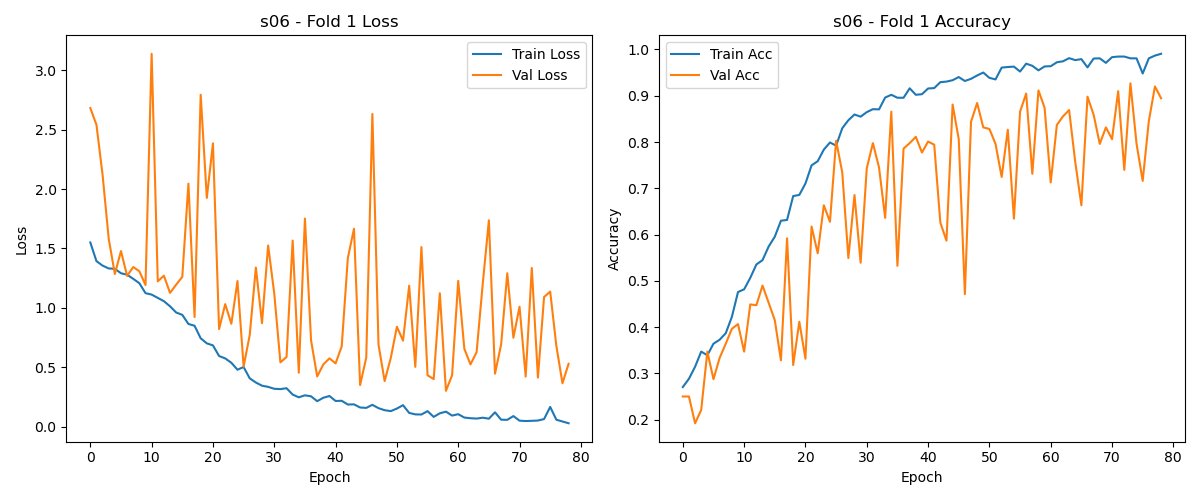 s06 - Fold 1 Loss
Loss
3.0
2.5
2.0
1.5
1.0
0.5
0.0
Train Loss
Val Loss
0 10 20 30 40 50 60 70 80
Epoch
s06 - Fold 1 Accuracy
Accuracy
1.0
0.9
0.8
0.7
0.6
0.5
0.4
0.3
0.2
Train Acc
Val Acc
0 10 20 30 40 50 60 70 80
Epoch